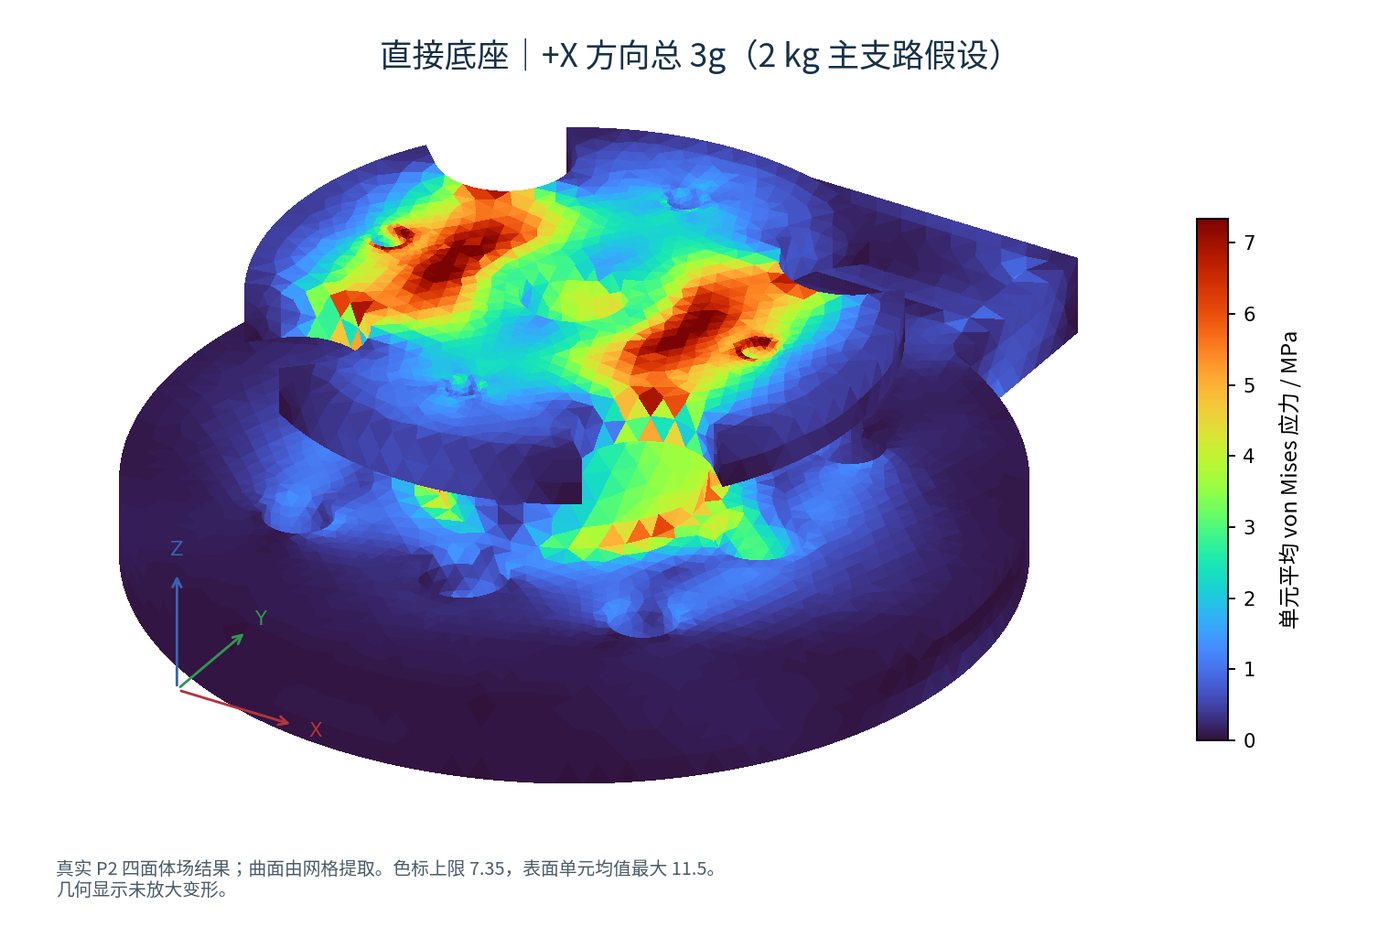 直接底座｜+X 方向总 3g（2 kg 主支路假设）
7
6
5
4
3
2
1
0
单元平均 von Mises 应力 / MPa
Z
Y
X
真实 P2 四面体场结果；曲面由网格提取。色标上限 7.35，表面单元均值最大 11.5。
几何显示未放大变形。